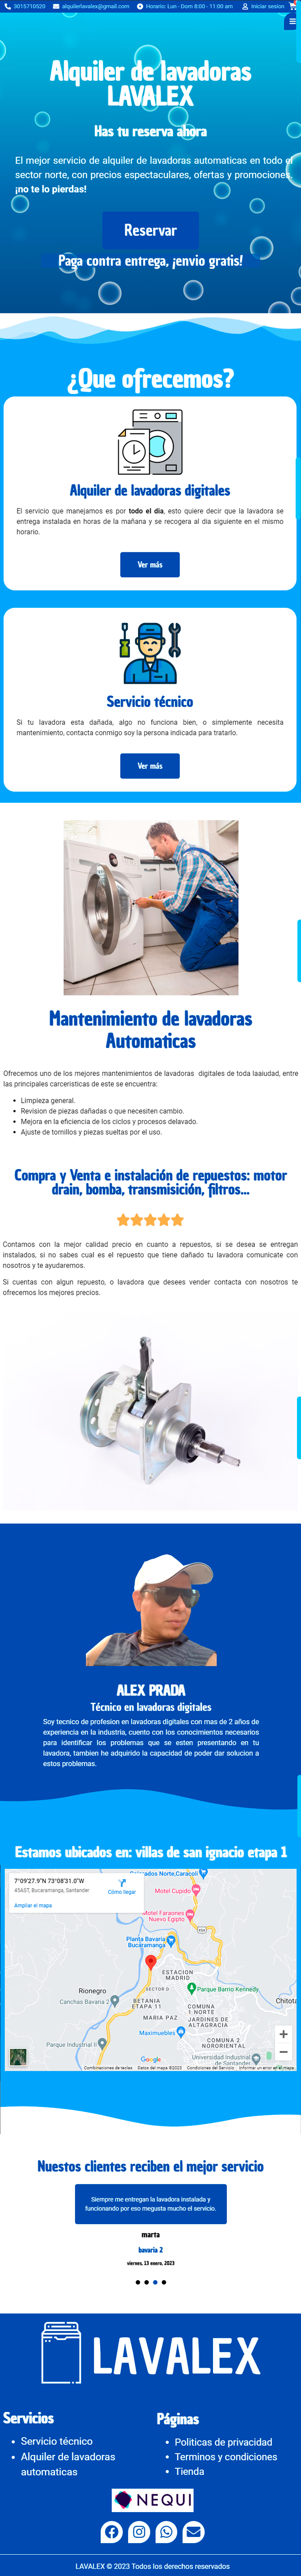 3015710520 alquilerlavalex@gmail.com Horario: Lun - Dom 8:00 - 11:00 am Iniciar sesion
Alquiler de lavadoras
LAVALEX
Has tu reserva ahora
El mejor servicio de alquiler de lavadoras automaticas en todo el
sector norte, con precios espectaculares, ofertas y promociones.
¡no te lo pierdas!
Reservar
Paga contra entrega, ¡envio gratis!
¿Que ofrecemos?
Alquiler de lavadoras digitales
El servicio que manejamos es por todo el dia, esto quiere decir que la lavadora se
entrega instalada en horas de la mañana y se recogera al dia siguiente en el mismo
horario.
Ver más
Servicio técnico
Si tu lavadora esta dañada, algo no funciona bien, o simplemente necesita
mantenimiento, contacta conmigo soy la persona indicada para tratarlo.
Ver más
Mantenimiento de lavadoras
Automaticas
Ofrecemos uno de los mejores mantenimientos de lavadoras digitales de toda laaiudad, entre
las principales carceristicas de este se encuentra:
Limpieza general.
Revision de piezas dañadas o que necesiten cambio.
Mejora en la eficiencia de los ciclos y procesos delavado.
Ajuste de tornillos y piezas sueltas por el uso.
Compra y Venta e instalación de repuestos: motor
drain, bomba, transmisición, filtros...
Contamos con la mejor calidad precio en cuanto a repuestos, si se desea se entregan
instalados, si no sabes cual es el repuesto que tiene dañado tu lavadora comunicate con
nosotros y te ayudaremos.
Si cuentas con algun repuesto, o lavadora que desees vender contacta con nosotros te
ofrecemos los mejores precios.
ALEX PRADA
Técnico en lavadoras digitales
Soy tecnico de profesion en lavadoras digitales con mas de 2 años de
experiencia en la industria, cuento con los conocimientos necesarios
para identificar los problemas que se esten presentando en tu
lavadora, tambien he adquirido la capacidad de poder dar solucion a
estos problemas.
Estamos ubicados en: villas de san ignacio etapa 1
7°09'27.9"N 73°08'31.0"W
45A5T, Bucaramanga, Santander
Cómo llegar
Ampliar el mapa
Motel Cupido
Motel Faraones
Nuevo Egipto
Planta Bavaria
Bucaramanga
ESTACION
MADRID
SECTOR D
Parque Barrio Kennedy
Rionegro
Canchas Bavaria 2
BETANIA
ETAPA 11
COMUNA
1 NORTE
Chitota
MARIA PAZ
JARDINES DE
ALTAGRACIA
Maximuebles
Parque Industrial II
COMUNA 2
NORORIENTAL
Google
Universidad Industrial
de Santander
Combinaciones de teclas Datos del mapa ©2023 Condiciones del Servicio Informar un error en el mapa
Nuestos clientes reciben el mejor servicio
Siempre me entregan la lavadora instalada y
funcionando por eso megusta mucho el servicio.
marta
bavaria 2
viernes, 13 enero, 2023
LAVALEX
Servicios
Servicio técnico
Alquiler de lavadoras
automaticas
Páginas
Politicas de privacidad
Terminos y condiciones
Tienda
NEQUI
LAVALEX © 2023 Todos los derechos reservados